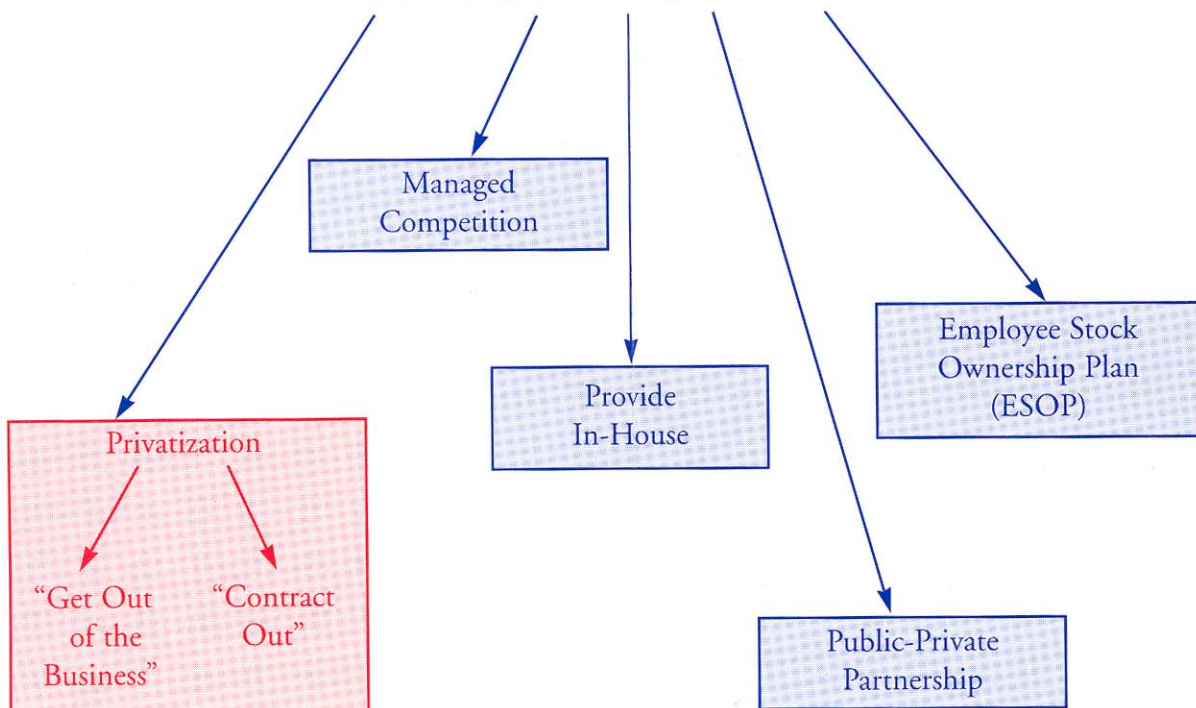 Managed
Competition
Employee Stock
Ownership Plan
(ESOP)
Provide
In-House
Privatization
“Get Out
of the
Business”
“Contract
Out”
Public-Private
Partnership